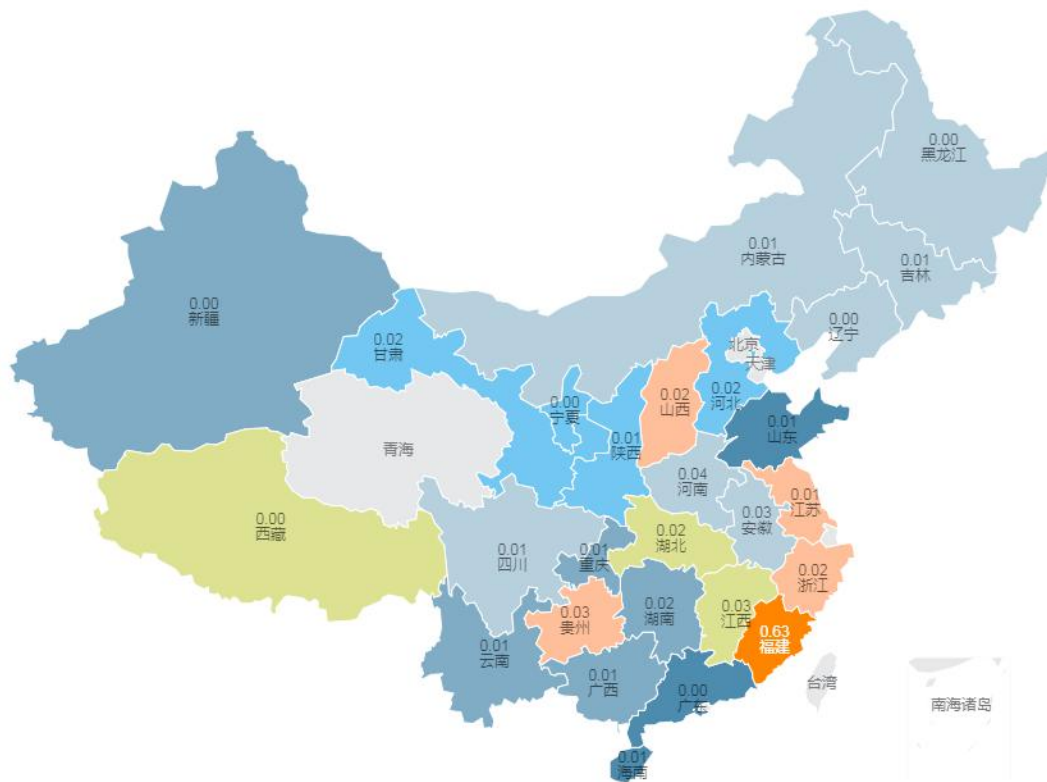 0.00
黑龙江
0.01
内蒙古
0.01
吉林
0.00
新疆
0.00
辽宁
0.02
甘肃
北京
天津
0.02
山西
0.02
河北
0.00
宁夏
0.01
山东
0.01
陕西
青海
0.04
河南
0.01
江苏
0.03
安徽
0.00
西藏
0.02
湖北
0.01
四川
0.01
重庆
0.02
浙江
0.03
江西
0.02
湖南
0.03
贵州
0.63
福建
0.01
云南
0.01
广西
台湾
0.00
广东
南海诸岛
0.01
海南